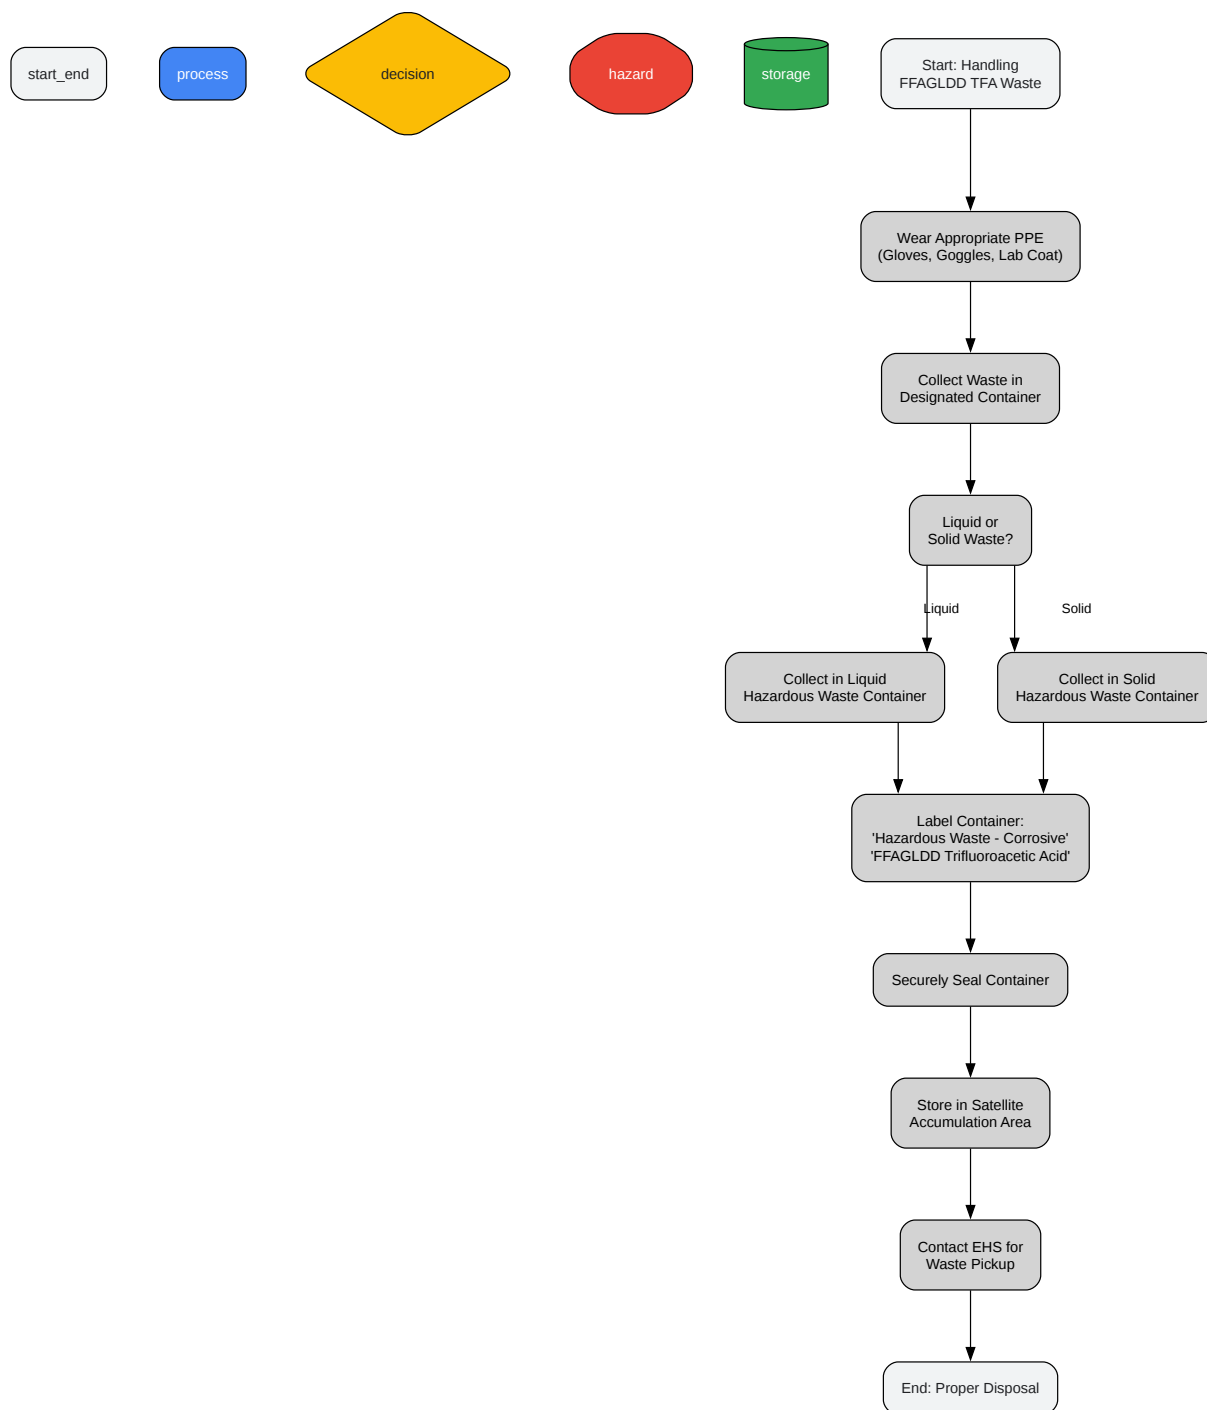 start_end
process
decision
hazard
storage
Start: Handling
FFAGLDD TFA Waste
Wear Appropriate PPE
(Gloves, Goggles, Lab Coat)
Collect Waste in
Designated Container
Liquid or
Solid Waste?
Liquid
Solid
Collect in Liquid
Hazardous Waste Container
Collect in Solid
Hazardous Waste Container
Label Container:
'Hazardous Waste - Corrosive'
'FFAGLDD Trifluoroacetic Acid'
Securely Seal Container
Store in Satellite
Accumulation Area
Contact EHS for
Waste Pickup
End: Proper Disposal